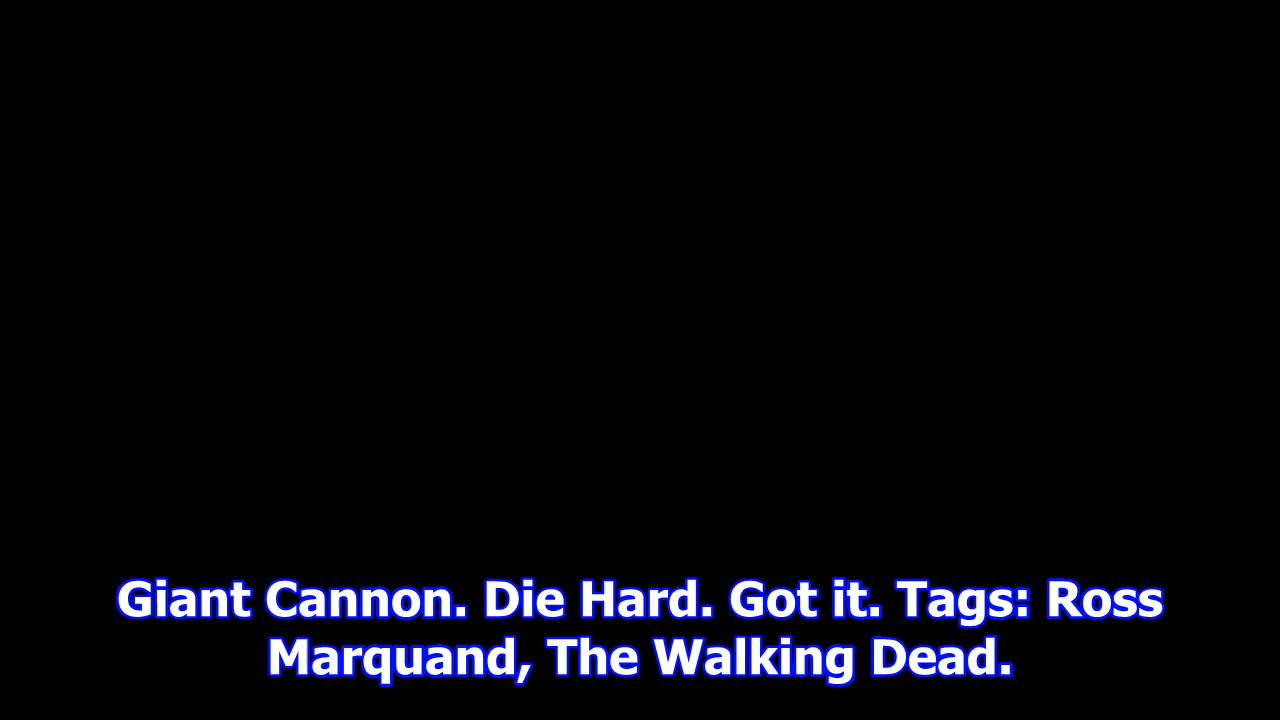 Giant Cannon. Die Hard. Got it. Tags: Ross
Marquand, The Walking Dead.